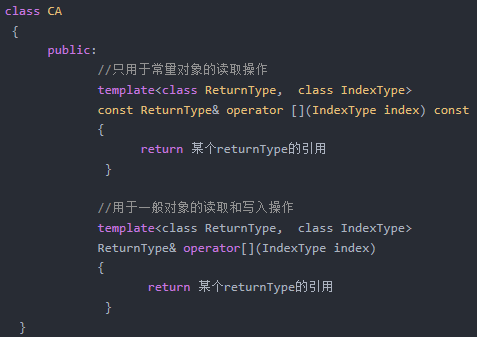 class CA
{
public:
//只用于常量对象的读取操作
template<class ReturnType,  class IndexType>
const ReturnType& operator [](IndexType index) const
{
return 某个returnType的引用
}
//用于一般对象的读取和写入操作
template<class ReturnType,  class IndexType>
ReturnType& operator[](IndexType index)
{
return 某个returnType的引用
}
}